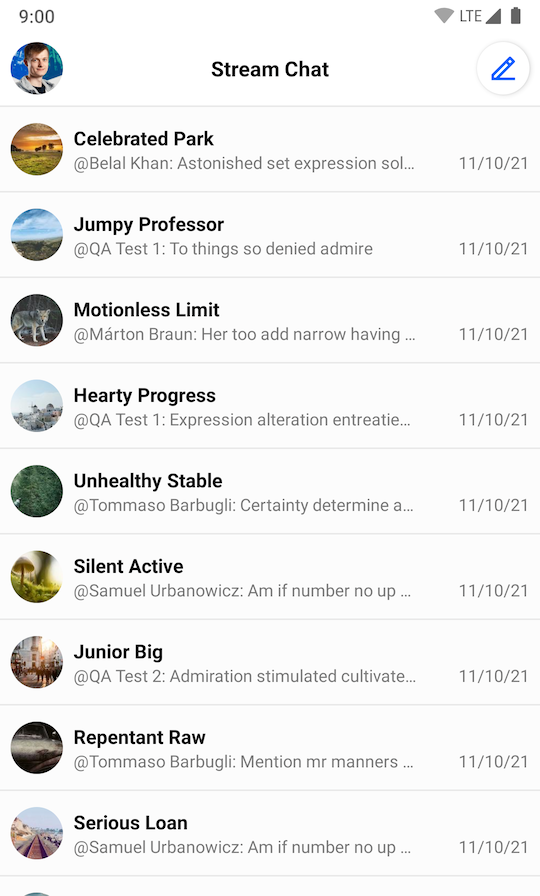 9:00
LTE
Stream Chat
Celebrated Park
@Belal Khan: Astonished set expression sol…
11/10/21
Jumpy Professor
@QA Test 1: To things so denied admire
11/10/21
Motionless Limit
@Márton Braun: Her too add narrow having …
11/10/21
Hearty Progress
@QA Test 1: Expression alteration entreatie…
11/10/21
Unhealthy Stable
@Tommaso Barbugli: Certainty determine a…
11/10/21
Silent Active
@Samuel Urbanowicz: Am if number no up …
11/10/21
Junior Big
@QA Test 2: Admiration stimulated cultivate…
11/10/21
Repentant Raw
@Tommaso Barbugli: Mention mr manners …
11/10/21
Serious Loan
@Samuel Urbanowicz: Am if number no up …
11/10/21